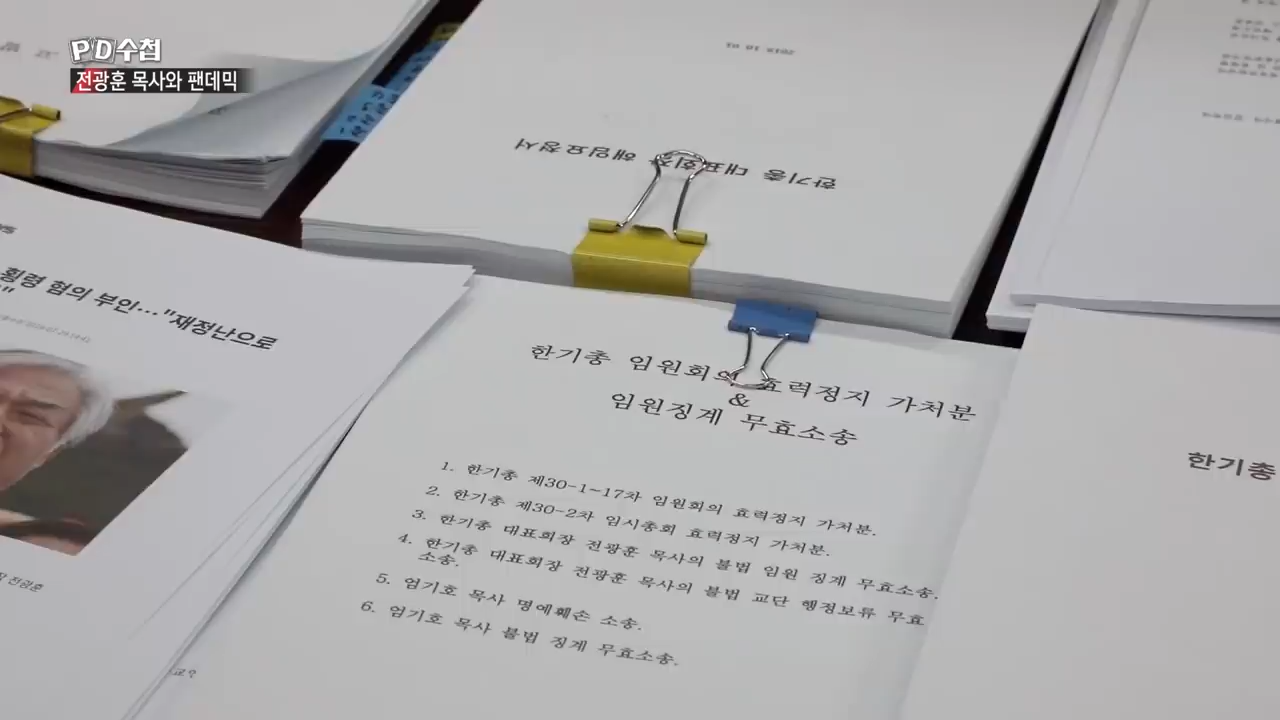 PD수첩
전광훈 목사와 팬데믹
2019. 10. 01
한기총 대표회장 해임요청서
횡령 혐의 부인..."재정난으로
전광훈
한기총 임원회의 효력정지 가처분
&
임원징계 무효소송
1. 한기총 제30-1~17차 임원회의 효력정지 가처분.
2. 한기총 제30-2차 임시총회 효력정지 가처분.
3. 한기총 대표회장 전광훈 목사의 불법 임원 징계 무효소송.
4. 한기총 대표회장 전광훈 목사의 불법 교단 행정보류 무효
소송.
5. 엄기호 목사 명예훼손 소송.
6. 엄기호 목사 불법 징계 무효소송.
한기총